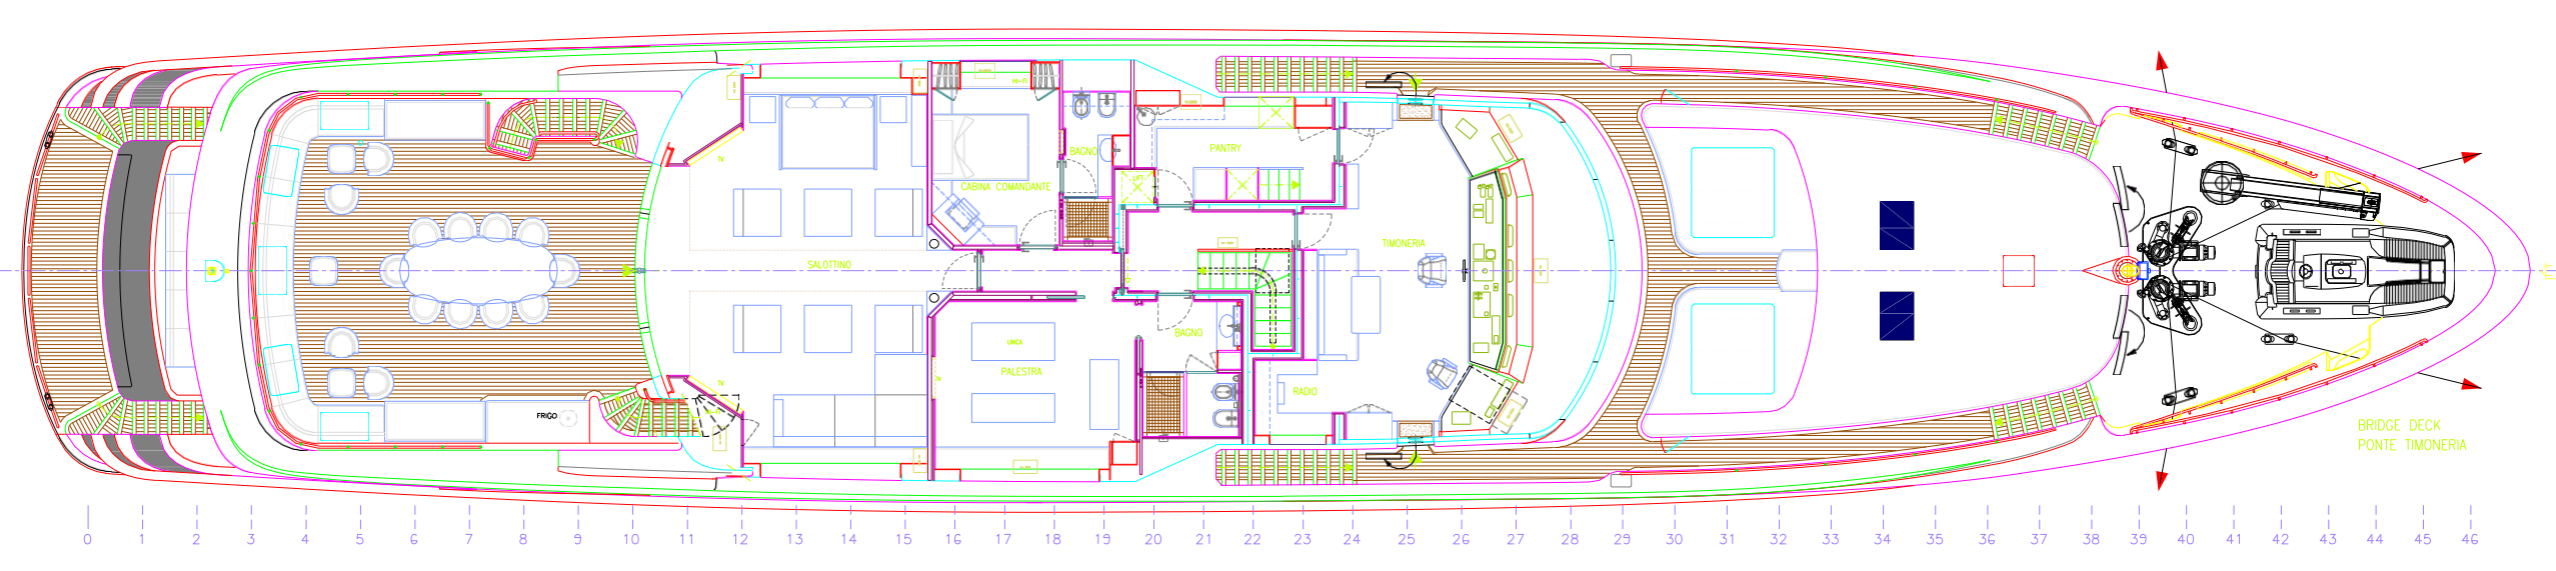 TV
BAGNO
PANTRY
CABINA COMANDANTE
LIFT
TIMONERIA
SALOTTINO
BAGNO
PALESTRA
RADIO
TV
FRIGO
BRIDGE DECK
PONTE TIMONERIA
0 1 2 3 4 5 6 7 8 9 10 11 12 13 14 15 16 17 18 19 20 21 22 23 24 25 26 27 28 29 30 31 32 33 34 35 36 37 38 39 40 41 42 43 44 45 46